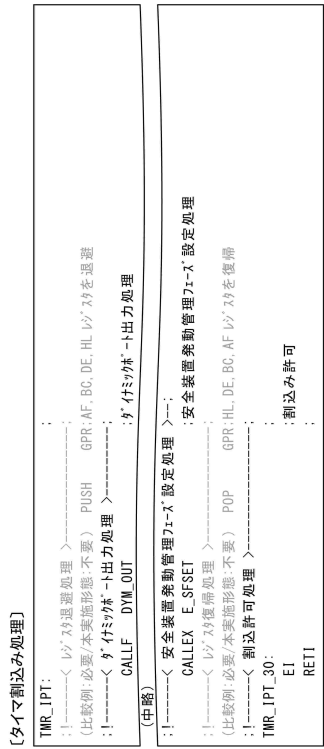 [タイマ割込み処理]
TMR_IPT: ;
;!-----< レジスタ退避処理 >-----------------;
(比較例:必要/本実施形態:不要) PUSH GPR ;AF,BC,DE,HL レジスタを退避
;!-----< ダイナミックポート出力処理 >-----------;
CALLF DYM_OUT ;ダイナミックポート出力処理
(中略)
;!-----< 安全装置発動管理フェーズ設定処理 >--;
CALLEX E_SFSET ;安全装置発動管理フェーズ設定処理
;!-----< レジスタ復帰処理 >-----------------;
(比較例:必要/本実施形態:不要) POP GPR ;HL,DE,BC,AF レジスタを復帰
;!-----< 割込許可処理 >-------------------;
TMR_IPT_30: ;
EI ;割込み許可
RETI ;